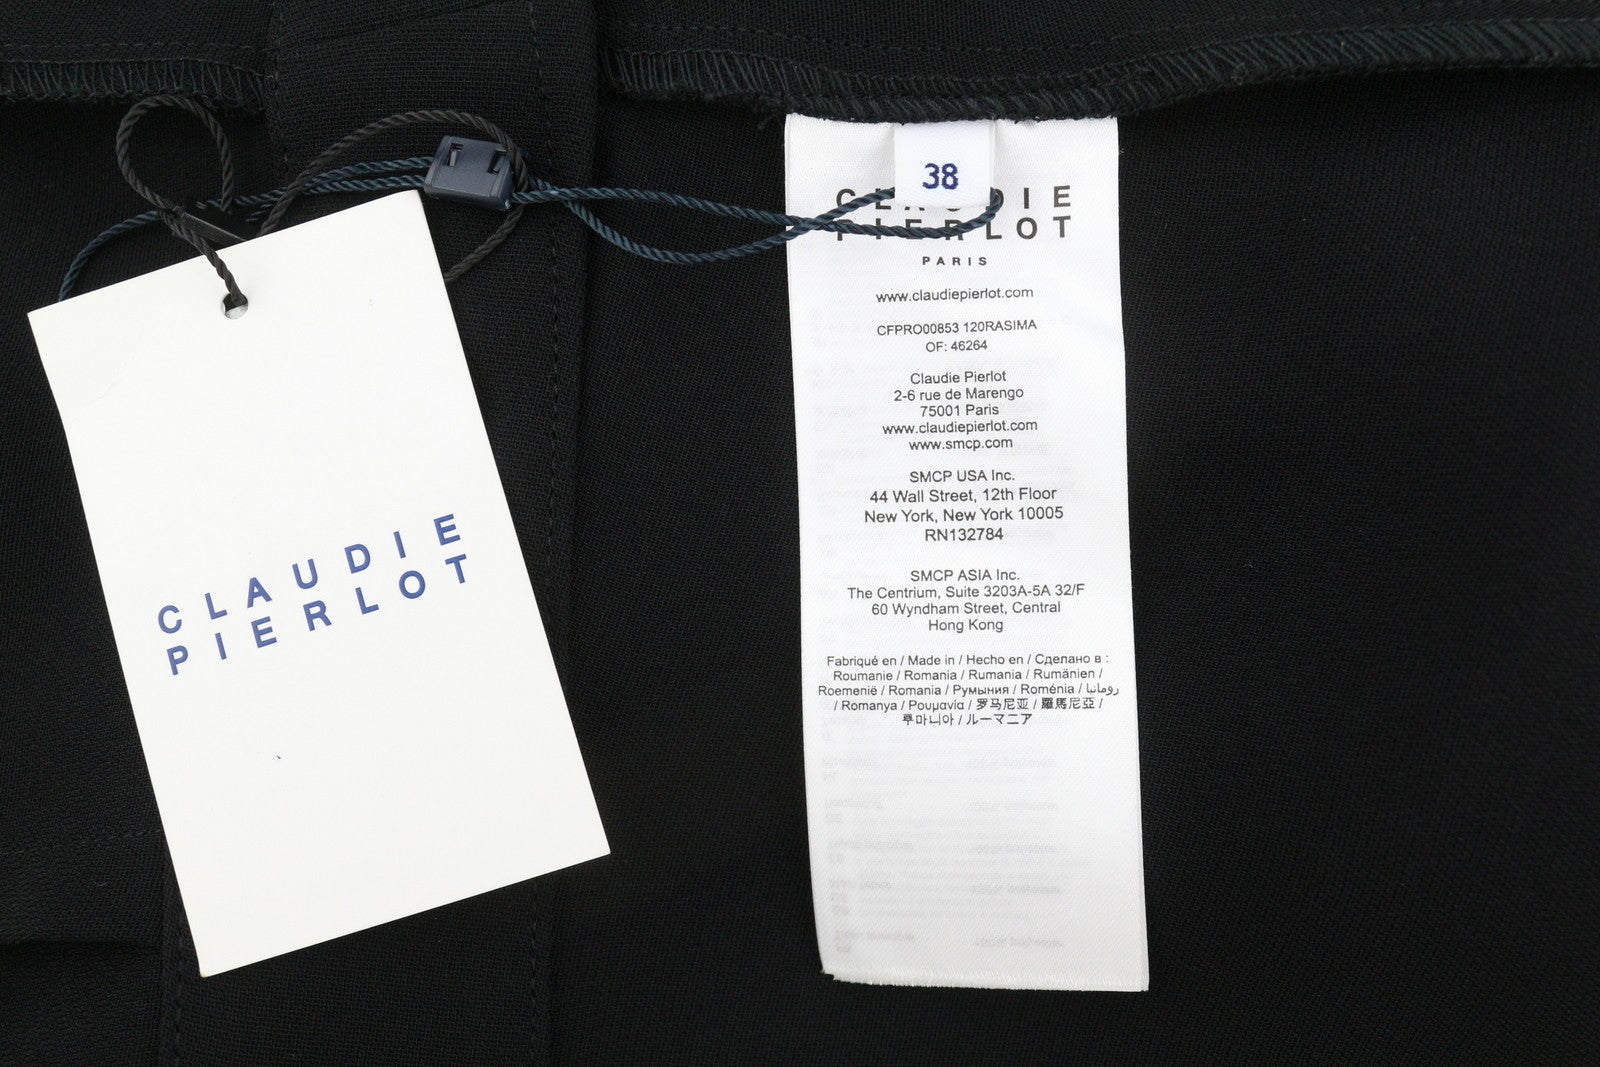 CLAUDIE
PIERLOT
38
CLAUDIE
PIERLOT
PARIS
www.claudiepierlot.com
CFPRO00853 120RASIMA
OF: 46264
Claudie Pierlot
2-6 rue de Marengo
75001 Paris
www.claudiepierlot.com
www.smcp.com
SMCP USA Inc.
44 Wall Street, 12th Floor
New York, New York 10005
RN132784
SMCP ASIA Inc.
The Centrium, Suite 3203A-5A 32/F
60 Wyndham Street, Central
Hong Kong
Fabriqué en / Made in / Hecho en / Сделано в :
Roumanie / Romania / Rumania / Rumänien /
Roemenië / Romania / Румыния / Roménia / رومانيا
/ Romanya / Ρουμανία / 罗马尼亚 / 羅馬尼亞 /
루마니아 / ルーマニア